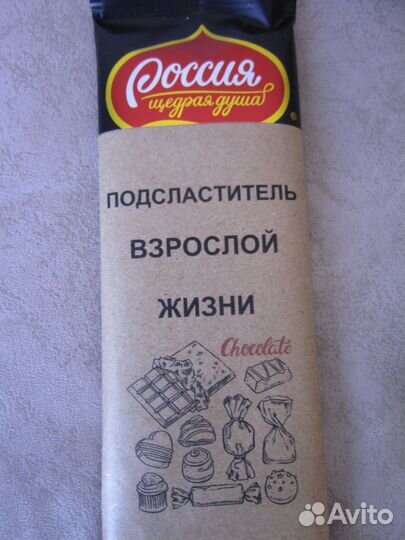 Россия
щедрая душа
®
ПОДСЛАСТИТЕЛЬ
ВЗРОСЛОЙ
ЖИЗНИ
Chocolate
Avito